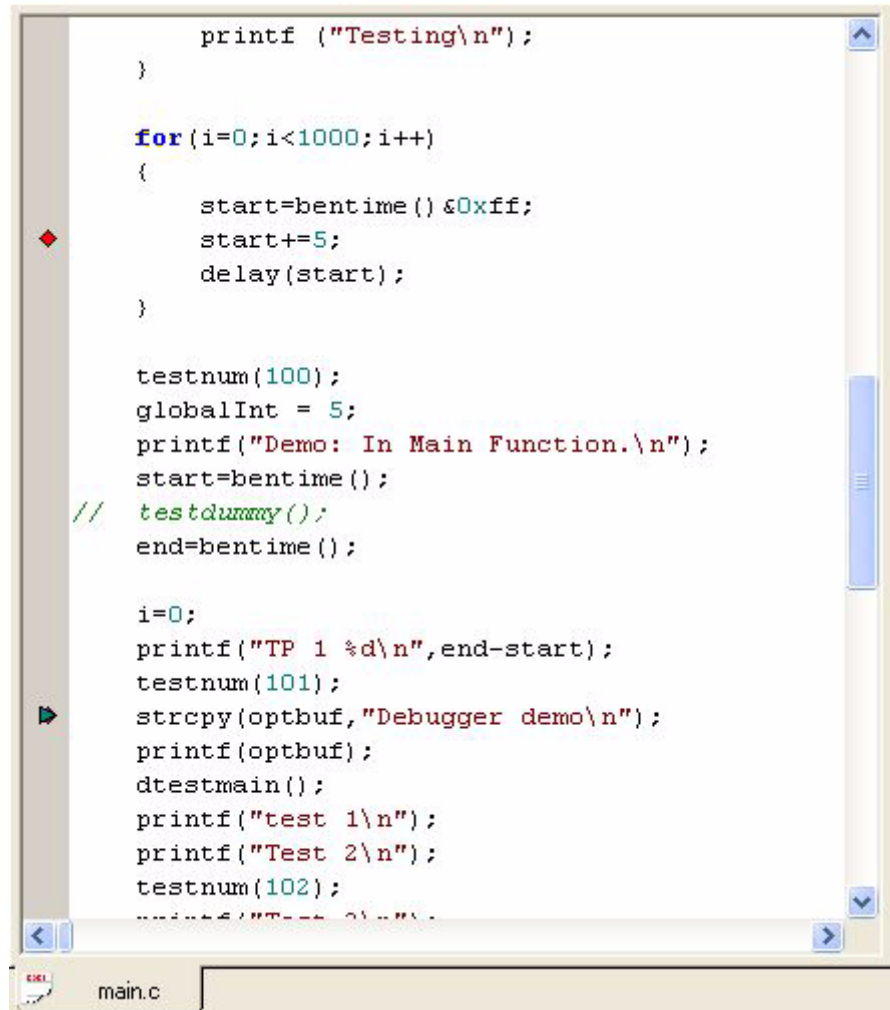 printf ("Testing\n");
}
for(i=0;i<1000;i++)
{
start=bentime()&0xff;
start+=5;
delay(start);
}
testnum(100);
globalInt = 5;
printf("Demo: In Main Function.\n");
start=bentime();
// testdummy();
end=bentime();
i=0;
printf("TP 1 %d\n",end-start);
testnum(101);
strcpy(optbuf,"Debugger demo\n");
printf(optbuf);
dtestmain();
printf("test 1\n");
printf("Test 2\n");
testnum(102);
main.c